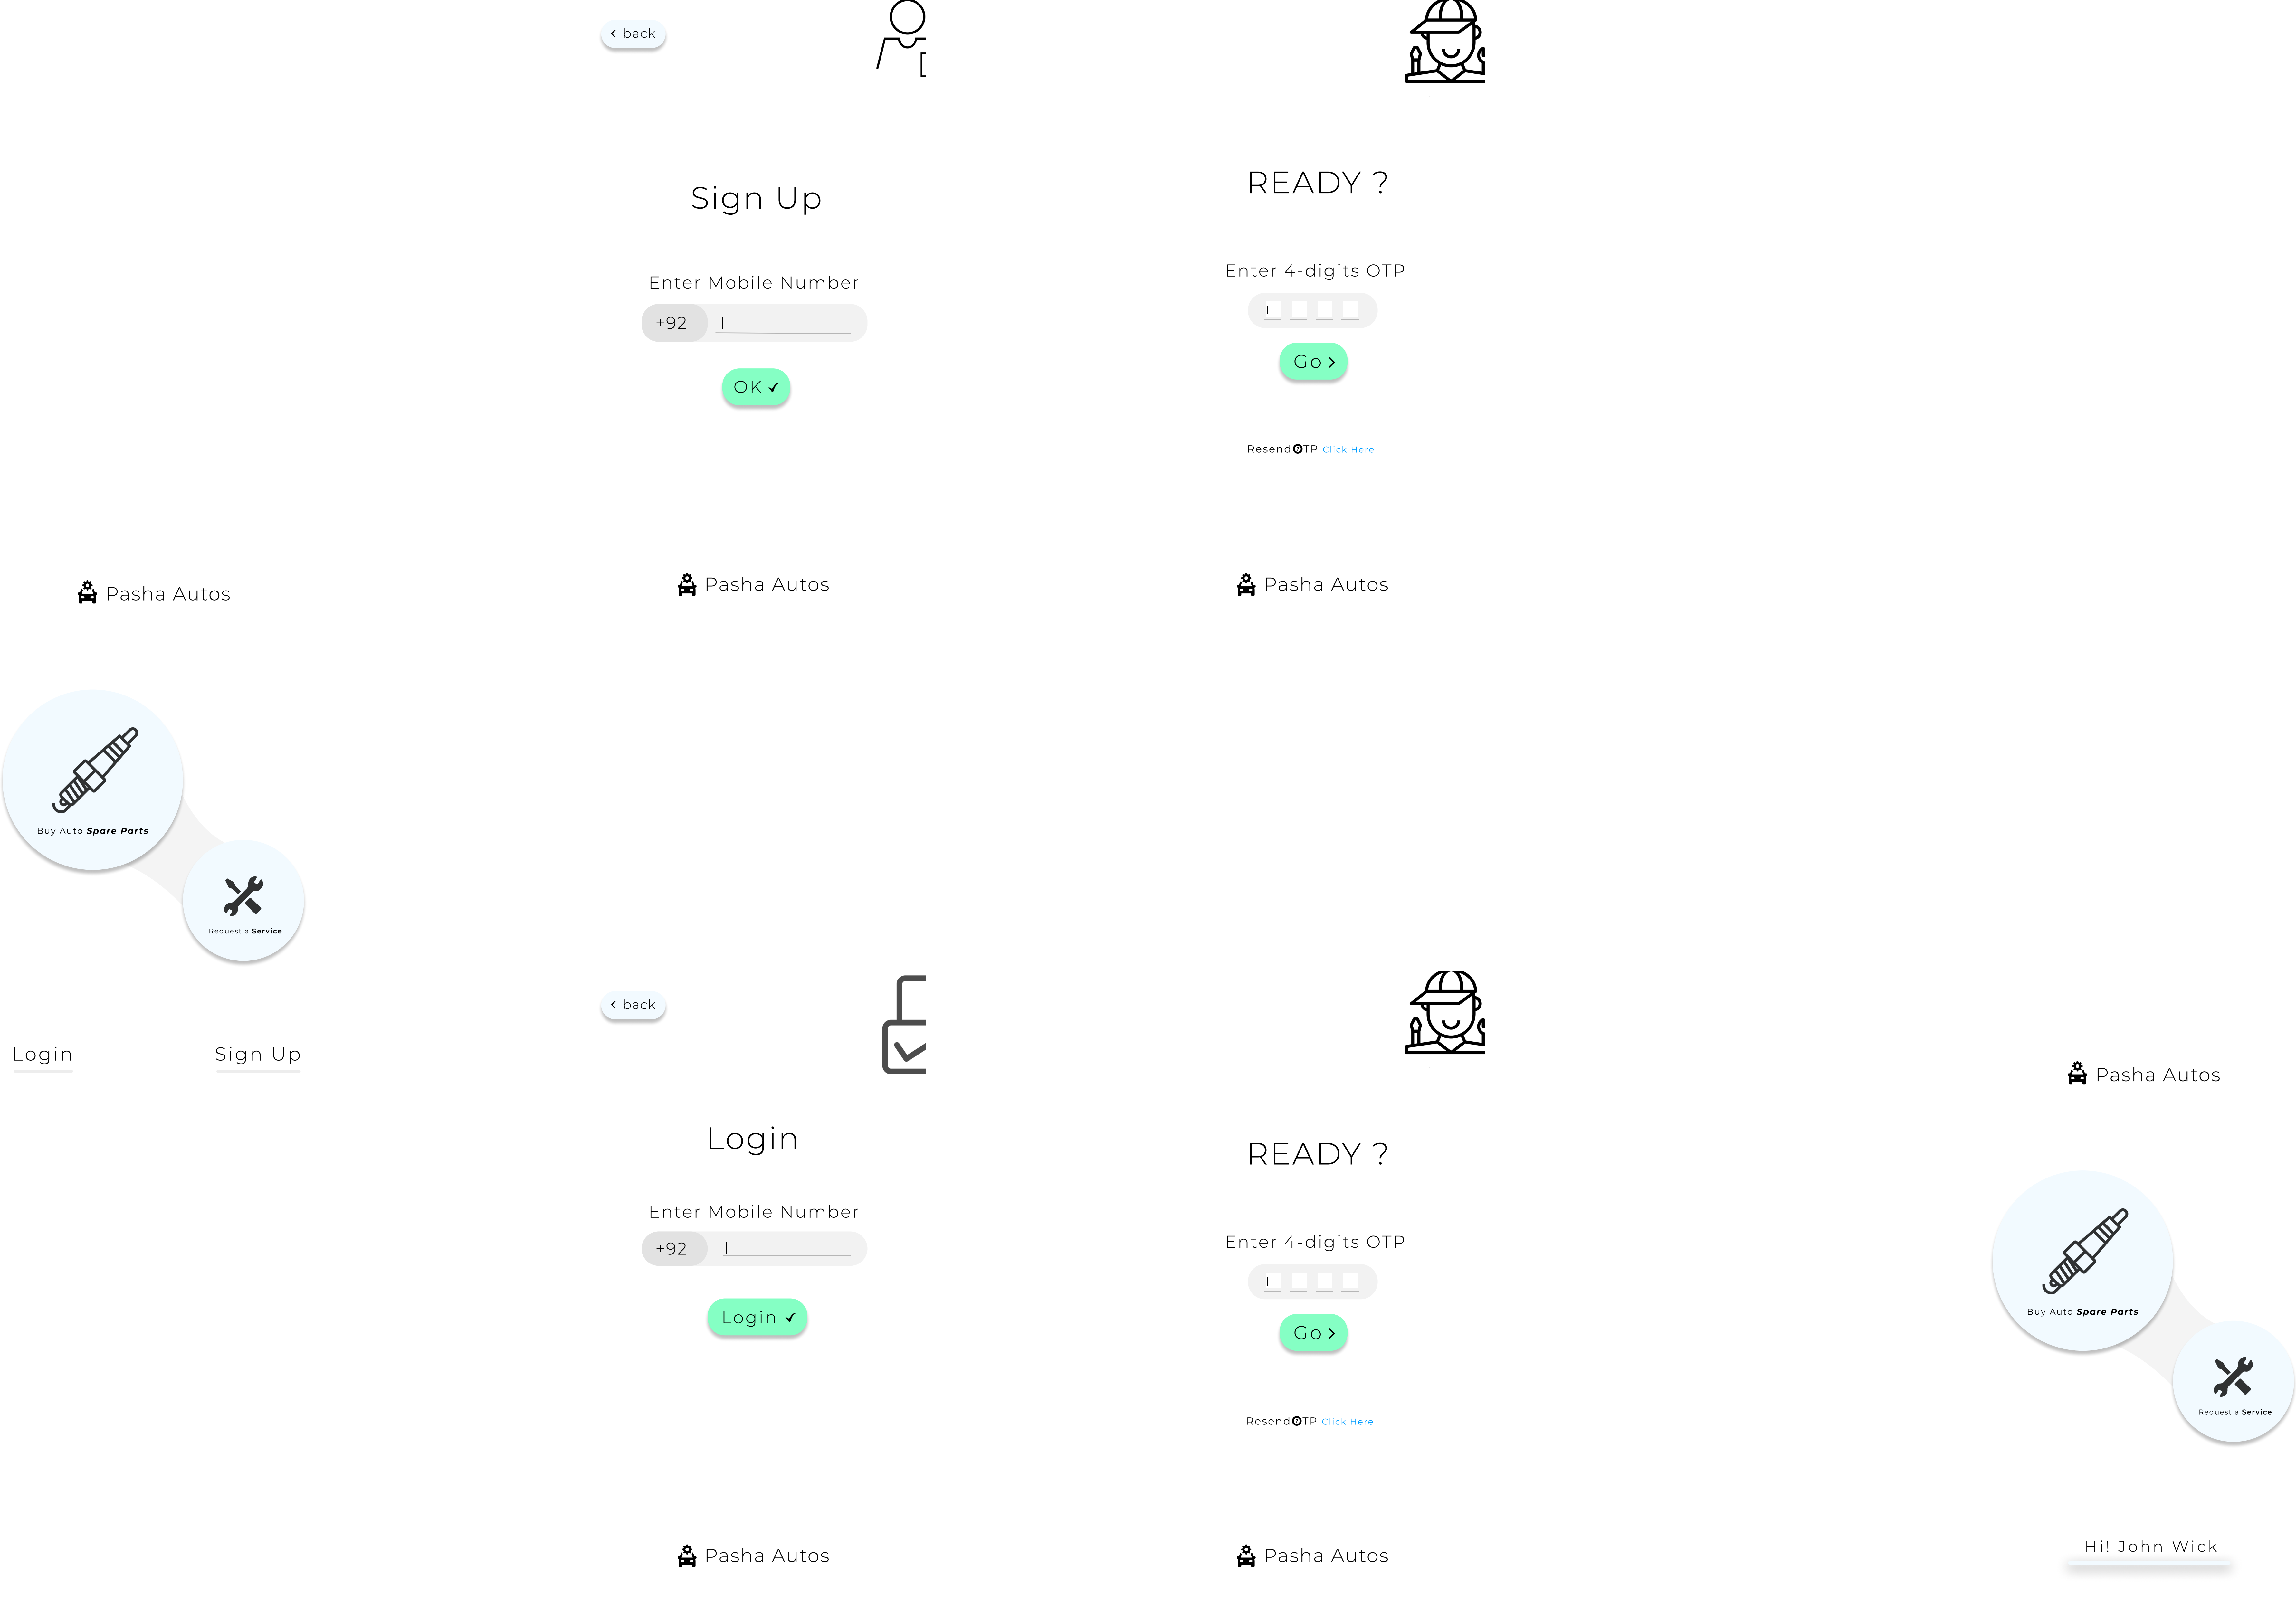 Pasha Autos
Buy Auto Spare Parts
Request a Service
Login
Sign Up
back
Sign Up
Enter Mobile Number
+92
OK
Pasha Autos
READY ?
Enter 4-digits OTP
Go
Resend OTP Click Here
Pasha Autos
back
Login
Enter Mobile Number
+92
Login
Pasha Autos
READY ?
Enter 4-digits OTP
Go
Resend OTP Click Here
Pasha Autos
Pasha Autos
Buy Auto Spare Parts
Request a Service
Hi! John Wick